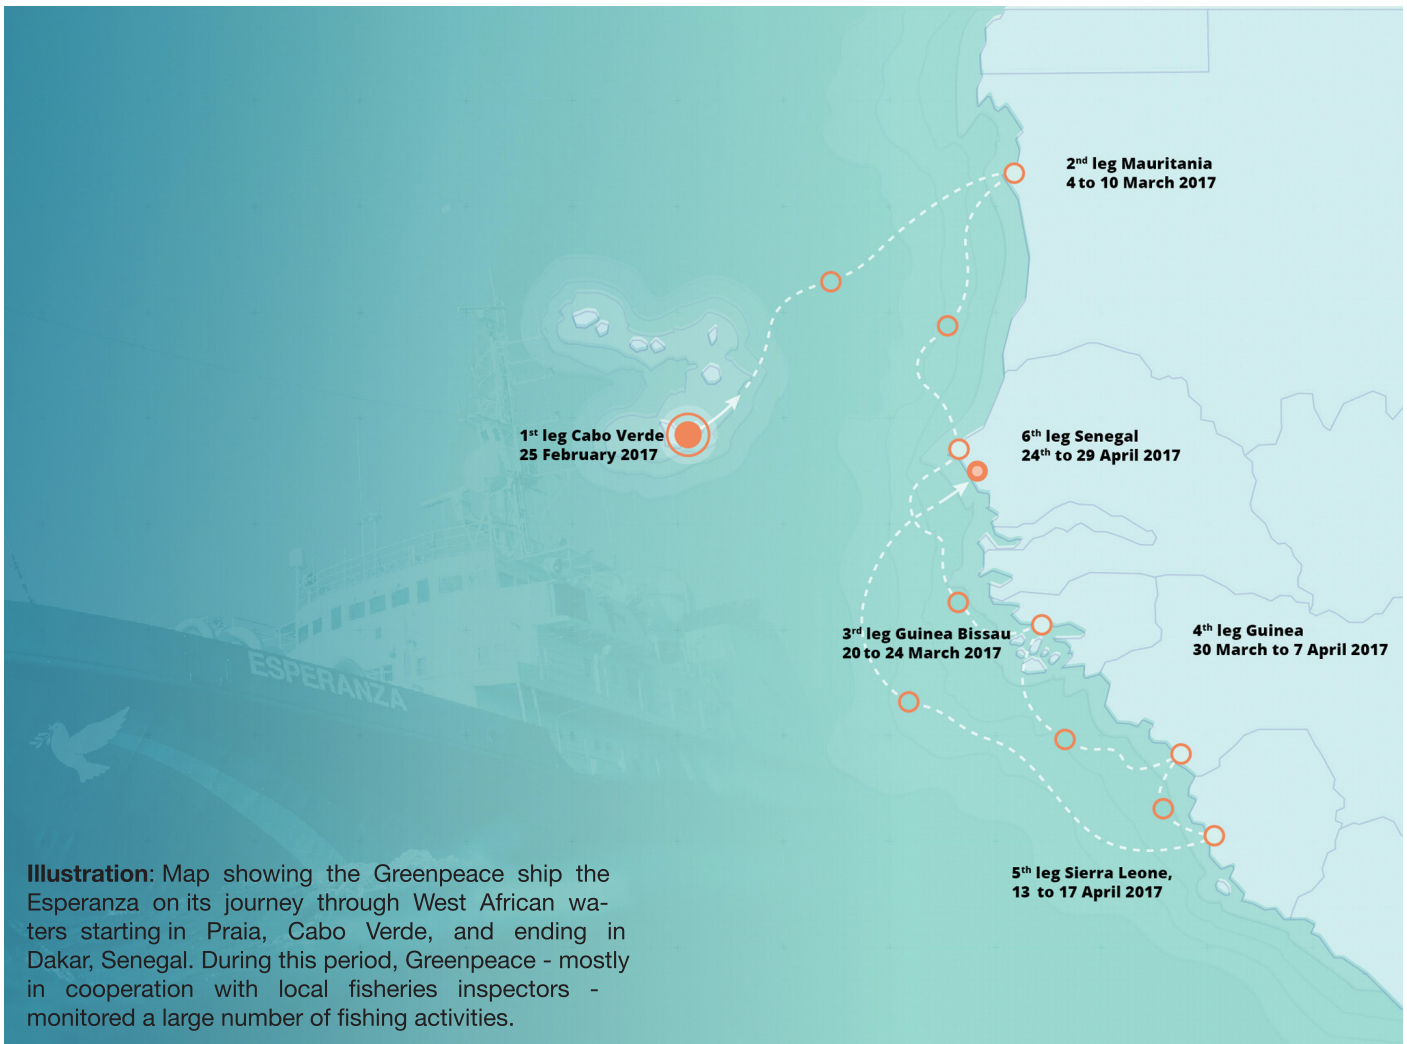 2nd leg Mauritania
4 to 10 March 2017
1st leg Cabo Verde
25 February 2017
6th leg Senegal
24th to 29 April 2017
3rd leg Guinea Bissau
20 to 24 March 2017
4th leg Guinea
30 March to 7 April 2017
ESPERANZA
5th leg Sierra Leone,
13 to 17 April 2017
Illustration: Map showing the Greenpeace ship the
Esperanza on its journey through West African wa-
ters starting in Praia, Cabo Verde, and ending in
Dakar, Senegal. During this period, Greenpeace - mostly
in cooperation with local fisheries inspectors -
monitored a large number of fishing activities.